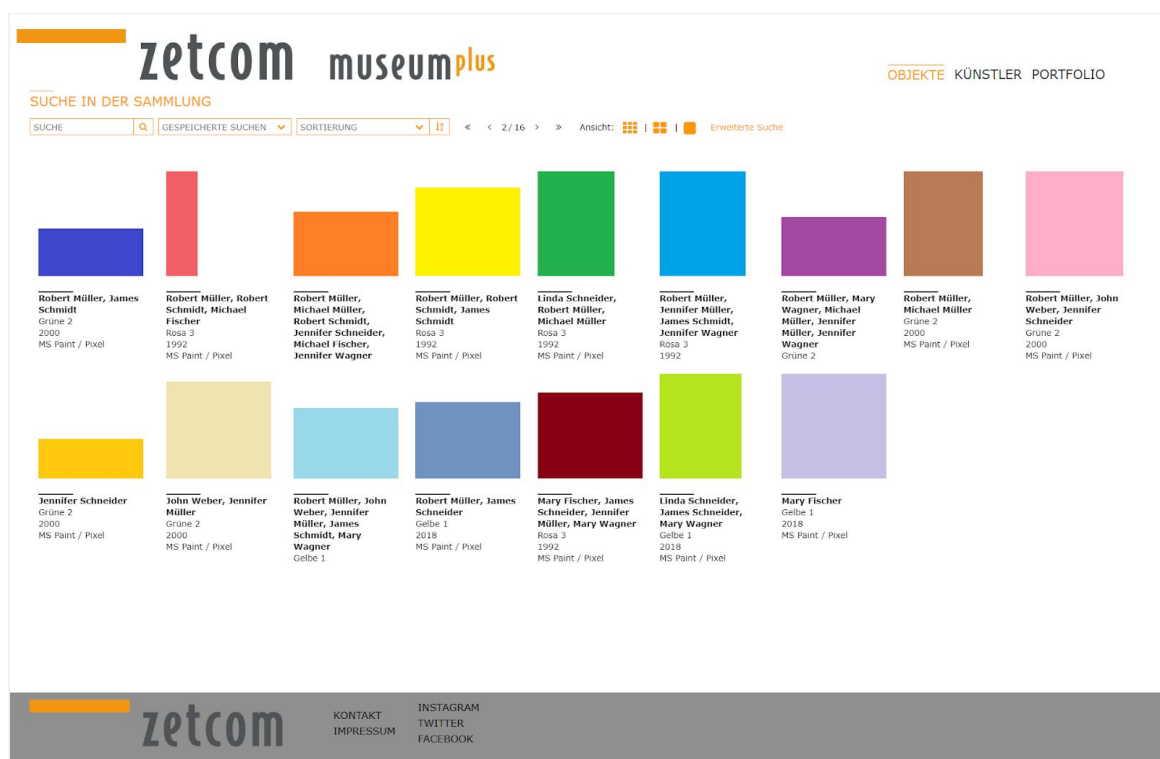 zetcom museumplus
OBJEKTE KÜNSTLER PORTFOLIO
SUCHE IN DER SAMMLUNG
SUCHE GESPEICHERTE SUCHEN SORTIERUNG « < 2/16 > » Ansicht: | | Erweiterte Suche
Robert Müller, James
Schmidt
Grüne 2
2000
MS Paint / Pixel
Robert Müller, Robert
Schmidt, Michael
Fischer
Rosa 3
1992
MS Paint / Pixel
Robert Müller,
Michael Müller,
Robert Schmidt,
Jennifer Schneider,
Michael Fischer,
Jennifer Wagner
Robert Müller, Robert
Schmidt, James
Schmidt
Rosa 3
1992
MS Paint / Pixel
Linda Schneider,
Robert Müller,
Michael Müller
Rosa 3
1992
MS Paint / Pixel
Robert Müller,
Jennifer Müller,
James Schmidt,
Jennifer Wagner
Rosa 3
1992
Robert Müller, Mary
Wagner, Michael
Müller, Jennifer
Müller, Jennifer
Wagner
Grüne 2
Robert Müller,
Michael Müller
Grüne 2
2000
MS Paint / Pixel
Robert Müller, John
Weber, Jennifer
Schneider
Grüne 2
2000
MS Paint / Pixel
Jennifer Schneider
Grüne 2
2000
MS Paint / Pixel
John Weber, Jennifer
Müller
Grüne 2
2000
MS Paint / Pixel
Robert Müller, John
Weber, Jennifer
Müller, James
Schmidt, Mary
Wagner
Gelbe 1
Robert Müller, James
Schneider
Gelbe 1
2018
MS Paint / Pixel
Mary Fischer, James
Schneider, Jennifer
Müller, Mary Wagner
Rosa 3
1992
MS Paint / Pixel
Linda Schneider,
James Schneider,
Mary Wagner
Gelbe 1
2018
MS Paint / Pixel
Mary Fischer
Gelbe 1
2018
MS Paint / Pixel
zetcom
KONTAKT
IMPRESSUM
INSTAGRAM
TWITTER
FACEBOOK